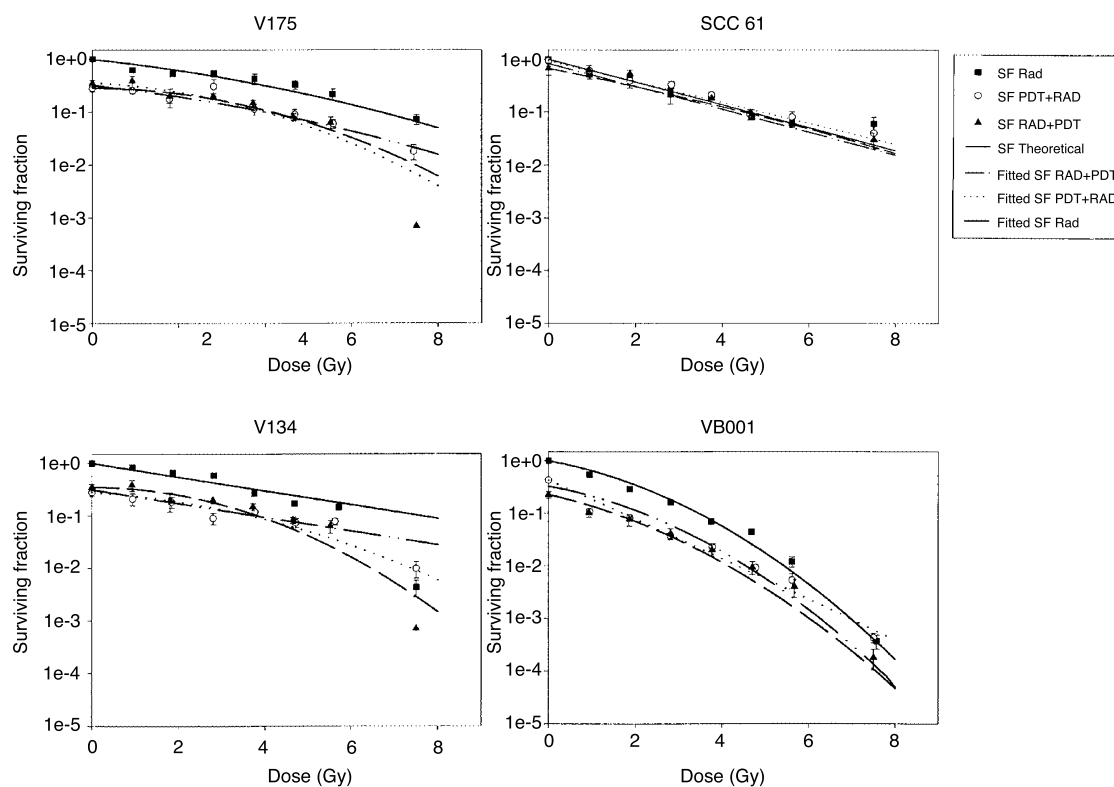 V175
1e+0
1e-1
1e-2
1e-3
1e-4
1e-5
Surviving fraction
0 2 4 6 8
Dose (Gy)
SCC 61
1e+0
1e-1
1e-2
1e-3
1e-4
1e-5
Surviving fraction
0 2 4 6 8
Dose (Gy)
SF Rad
SF PDT+RAD
SF RAD+PDT
SF Theoretical
Fitted SF RAD+PDT
Fitted SF PDT+RAD
Fitted SF Rad
V134
1e+0
1e-1
1e-2
1e-3
1e-4
1e-5
Surviving fraction
0 2 4 6 8
Dose (Gy)
VB001
1e+0
1e-1
1e-2
1e-3
1e-4
1e-5
Surviving fraction
0 2 4 6 8
Dose (Gy)